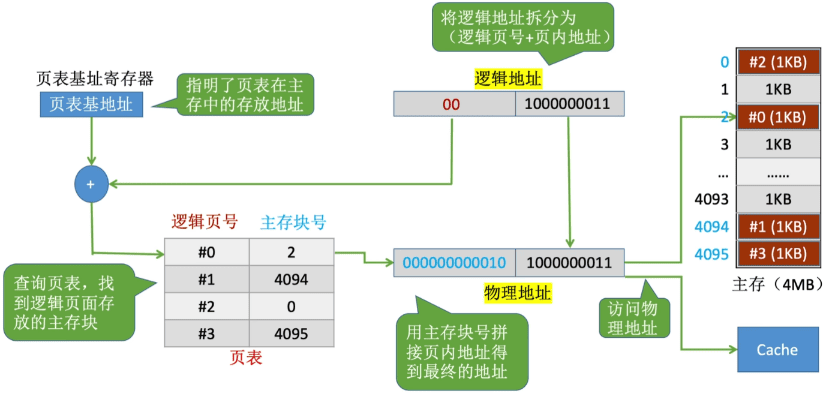 将逻辑地址拆分为
（逻辑页号+页内地址）
页表基址寄存器
页表基地址
指明了页表在主
存中的存放地址
逻辑地址
00 1000000011
+
逻辑页号 主存块号
#0 2
#1 4094
#2 0
#3 4095
页表
查询页表，找
到逻辑页面存
放的主存块
000000000010 1000000011
物理地址
用主存块号拼
接页内地址得
到最终的地址
访问物
理地址
0 #2 (1KB)
1 1KB
2 #0 (1KB)
3 1KB
... ......
4093 1KB
4094 #1 (1KB)
4095 #3 (1KB)
主存（4MB）
Cache